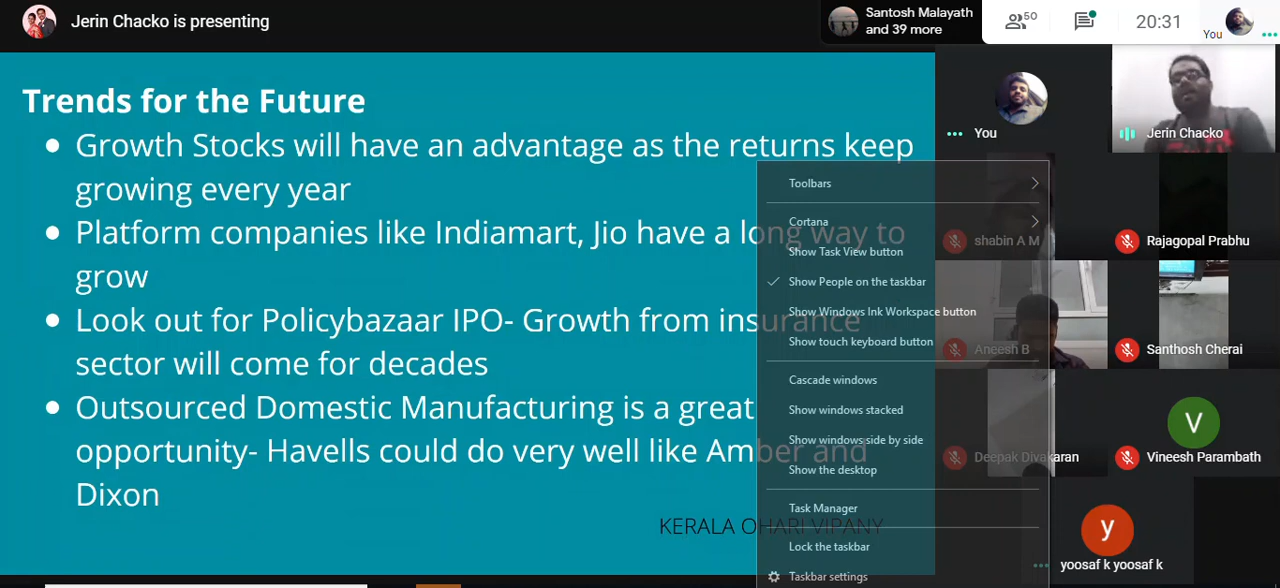 Jerin Chacko is presenting
Santosh Malayath
and 39 more
50
20:31
You
Trends for the Future
• Growth Stocks will have an advantage as the returns keep
growing every year
• Platform companies like Indiamart, Jio have a long way to
grow
• Look out for Policybazaar IPO- Growth from insurance
sector will come for decades
• Outsourced Domestic Manufacturing is a great
opportunity- Havells could do very well like Amber and
Dixon
KERALA OHARI VIPANY
Toolbars
Cortana
Show Task View button
Show People on the taskbar
Show Windows Ink Workspace button
Show touch keyboard button
Cascade windows
Show windows stacked
Show windows side by side
Show the desktop
Task Manager
Lock the taskbar
Taskbar settings
You
Jerin Chacko
shabin A M
Rajagopal Prabhu
Aneesh B
Santhosh Cherai
Deepak Divakaran
V
Vineesh Parambath
y
yoosaf k yoosaf k